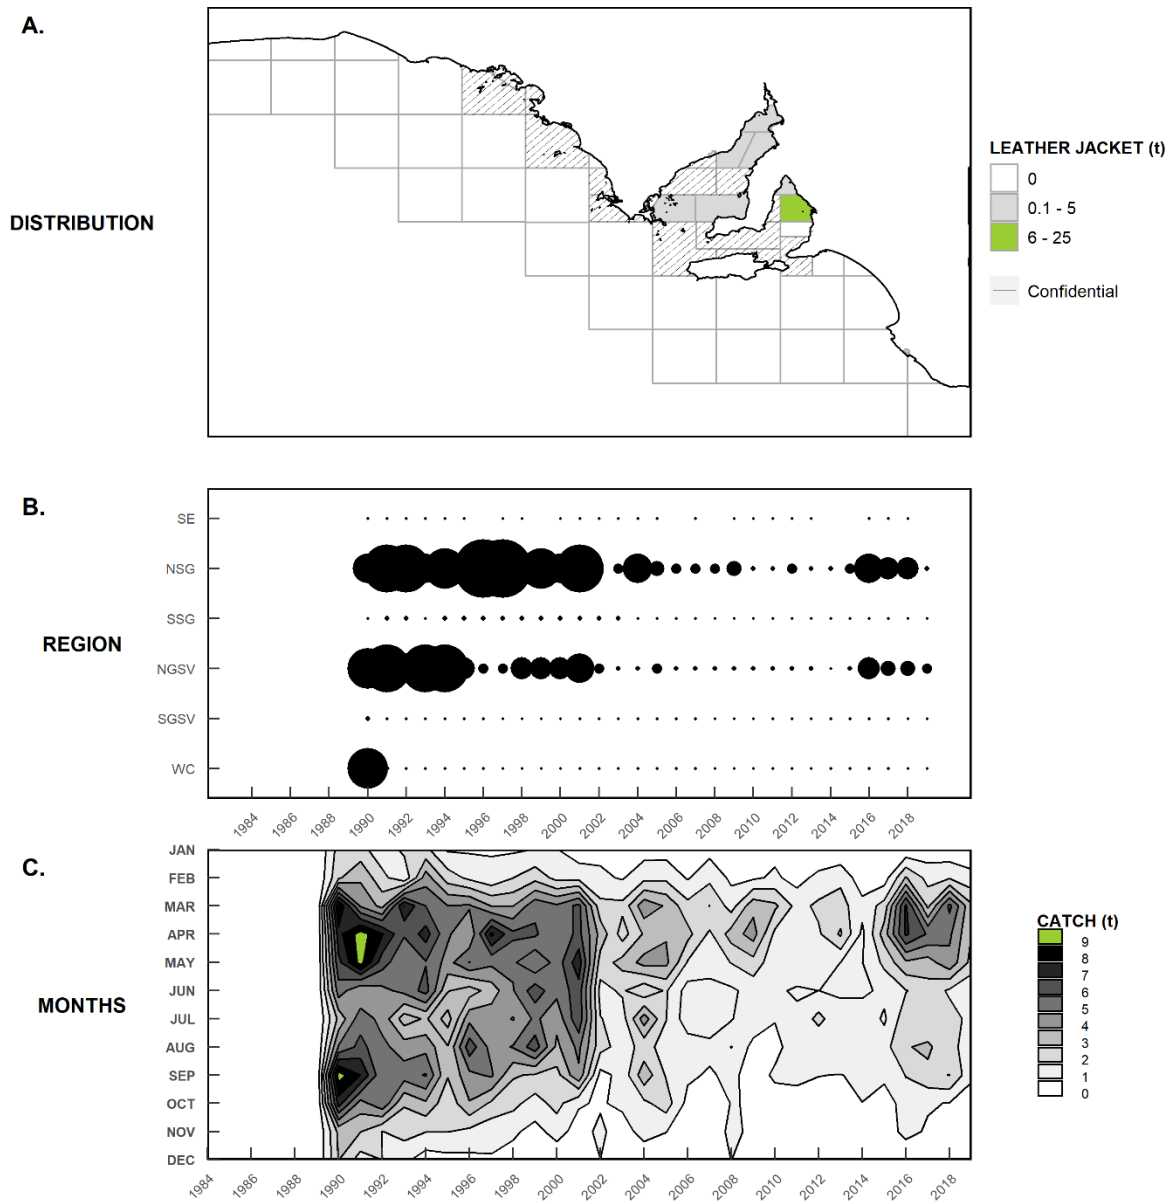 A.
DISTRIBUTION
LEATHER JACKET (t)
0
0.1 - 5
6 - 25
Confidential
B.
REGION
SE
NSG
SSG
NGSV
SGSV
WC
1984 1986 1988 1990 1992 1994 1996 1998 2000 2002 2004 2006 2008 2010 2012 2014 2016 2018
C.
MONTHS
JAN
FEB
MAR
APR
MAY
JUN
JUL
AUG
SEP
OCT
NOV
DEC
1984 1986 1988 1990 1992 1994 1996 1998 2000 2002 2004 2006 2008 2010 2012 2014 2016 2018
CATCH (t)
9
8
7
6
5
4
3
2
1
0